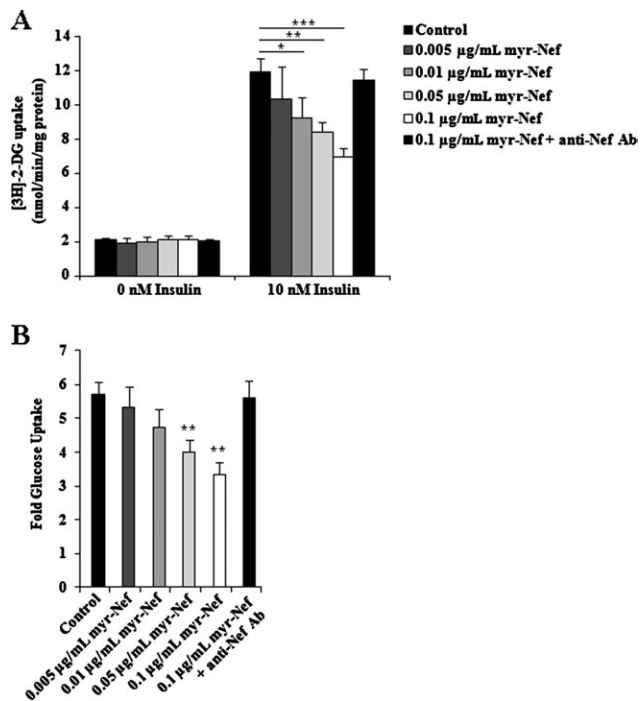 A
[3H]-2-DG uptake
(nmol/min/mg protein)
14
12
10
8
6
4
2
0
***
**
*
0 nM Insulin
10 nM Insulin
Control
0.005 µg/mL myr-Nef
0.01 µg/mL myr-Nef
0.05 µg/mL myr-Nef
0.1 µg/mL myr-Nef
0.1 µg/mL myr-Nef + anti-Nef Ab
B
Fold Glucose Uptake
7
6
5
4
3
2
1
0
**
**
Control
0.005 µg/mL myr-Nef
0.01 µg/mL myr-Nef
0.05 µg/mL myr-Nef
0.1 µg/mL myr-Nef
0.1 µg/mL myr-Nef
+ anti-Nef Ab